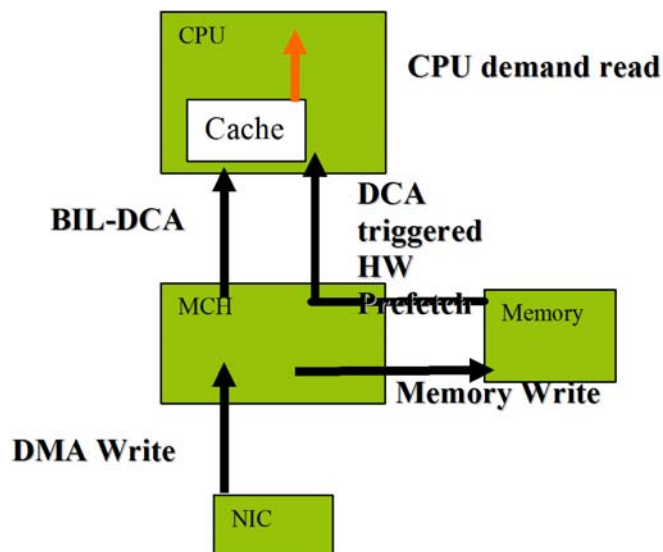 CPU
CPU demand read
Cache
BIL-DCA
DCA
triggered
HW
Prefetch
MCH
Memory
Memory Write
DMA Write
NIC